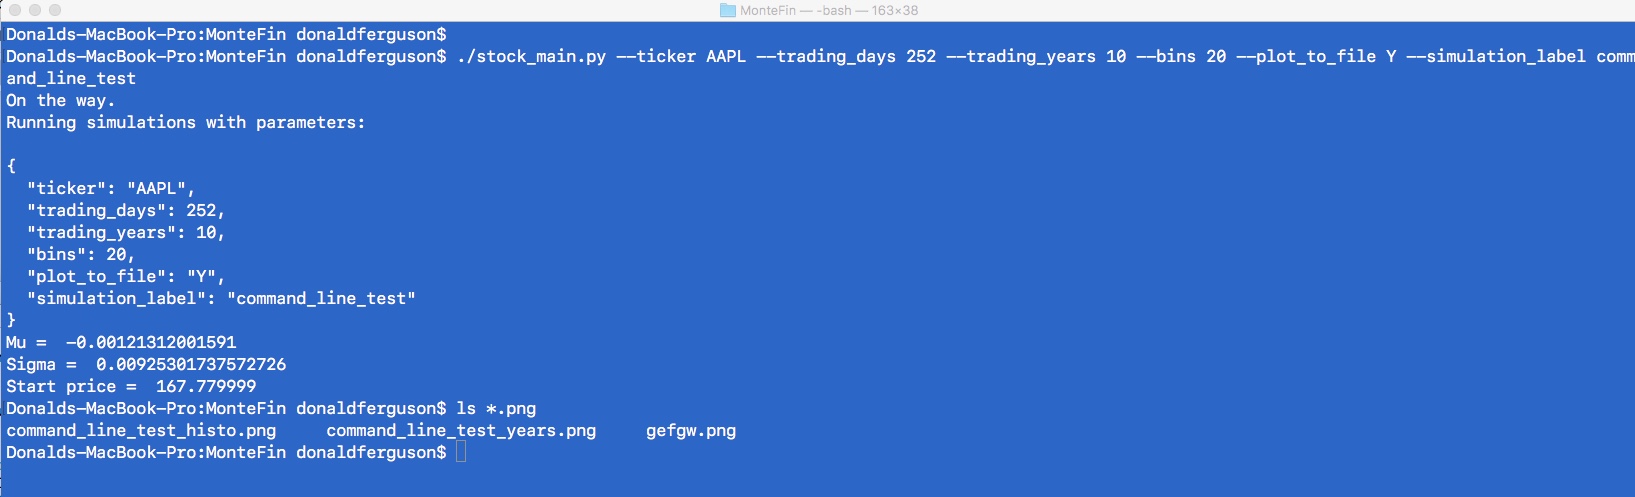 MonteFin — -bash — 163×38
Donalds-MacBook-Pro:MonteFin donaldferguson$
Donalds-MacBook-Pro:MonteFin donaldferguson$ ./stock_main.py --ticker AAPL --trading_days 252 --trading_years 10 --bins 20 --plot_to_file Y --simulation_label comm
and_line_test
On the way.
Running simulations with parameters:
{
"ticker": "AAPL",
"trading_days": 252,
"trading_years": 10,
"bins": 20,
"plot_to_file": "Y",
"simulation_label": "command_line_test"
}
Mu =  -0.00121312001591
Sigma =  0.00925301737572726
Start price =  167.779999
Donalds-MacBook-Pro:MonteFin donaldferguson$ ls *.png
command_line_test_histo.png     command_line_test_years.png     gefgw.png
Donalds-MacBook-Pro:MonteFin donaldferguson$